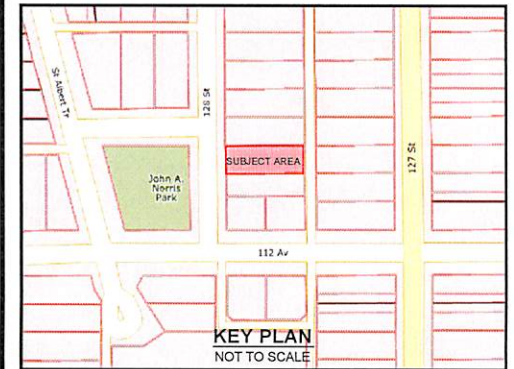 St Albert Tr
128 St
127 St
SUBJECT AREA
John A.
Norris
Park
112 Av
KEY PLAN
NOT TO SCALE